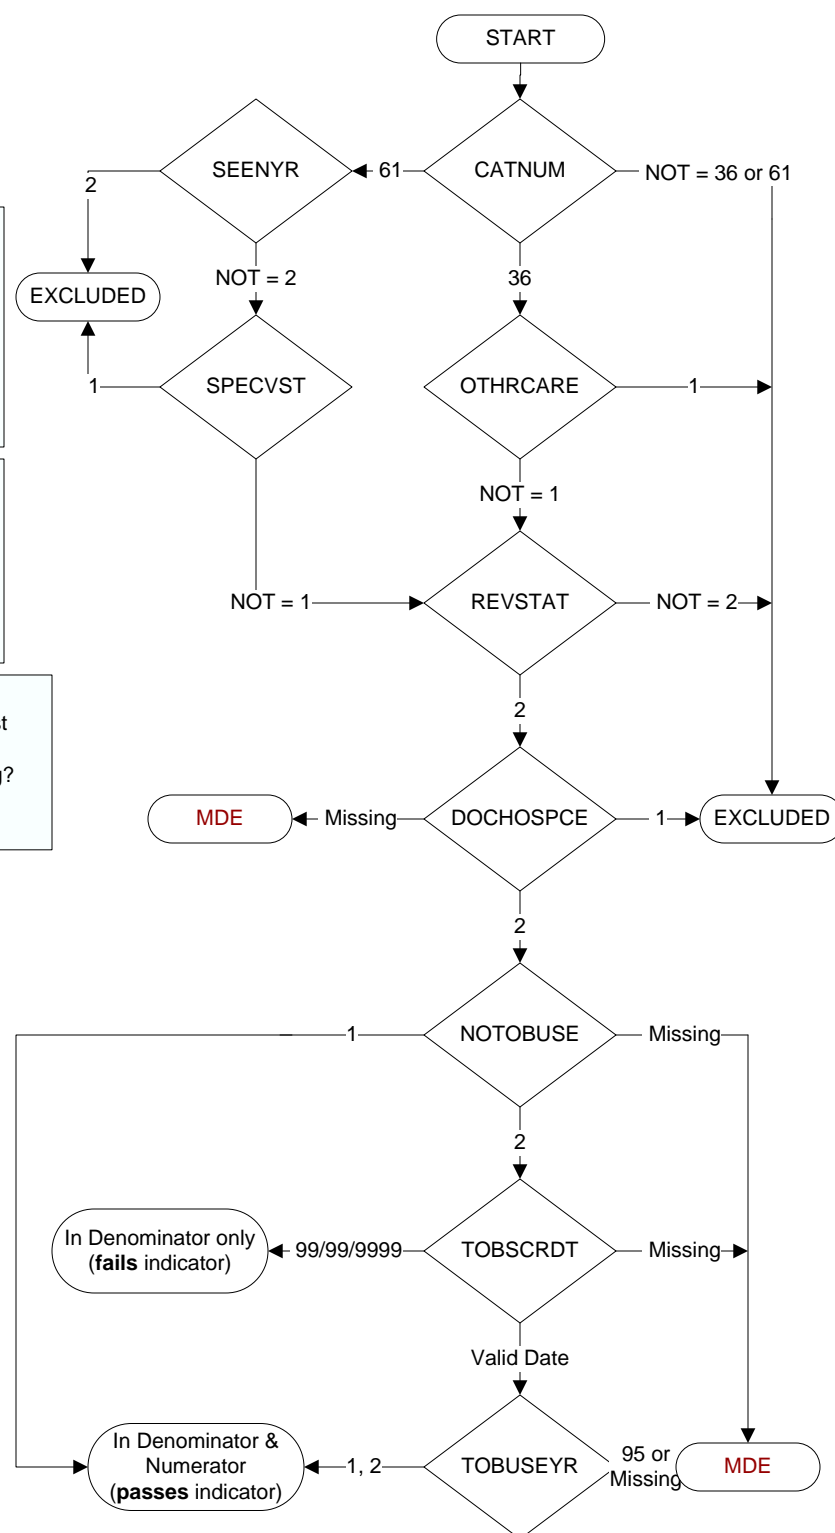 START
SEENYR
61
CATNUM
NOT = 36 or 61
2
NOT = 2
36
EXCLUDED
1
SPECVST
OTHRCARE
1
NOT = 1
NOT = 1
REVSTAT
NOT = 2
2
st
g?
MDE
Missing
DOCHOSPCE
1
EXCLUDED
2
1
NOTOBUSE
Missing
2
In Denominator only
(fails indicator)
99/99/9999
TOBSCRDT
Missing
Valid Date
In Denominator &
Numerator
(passes indicator)
1, 2
TOBUSEYR
95 or
Missing
MDE